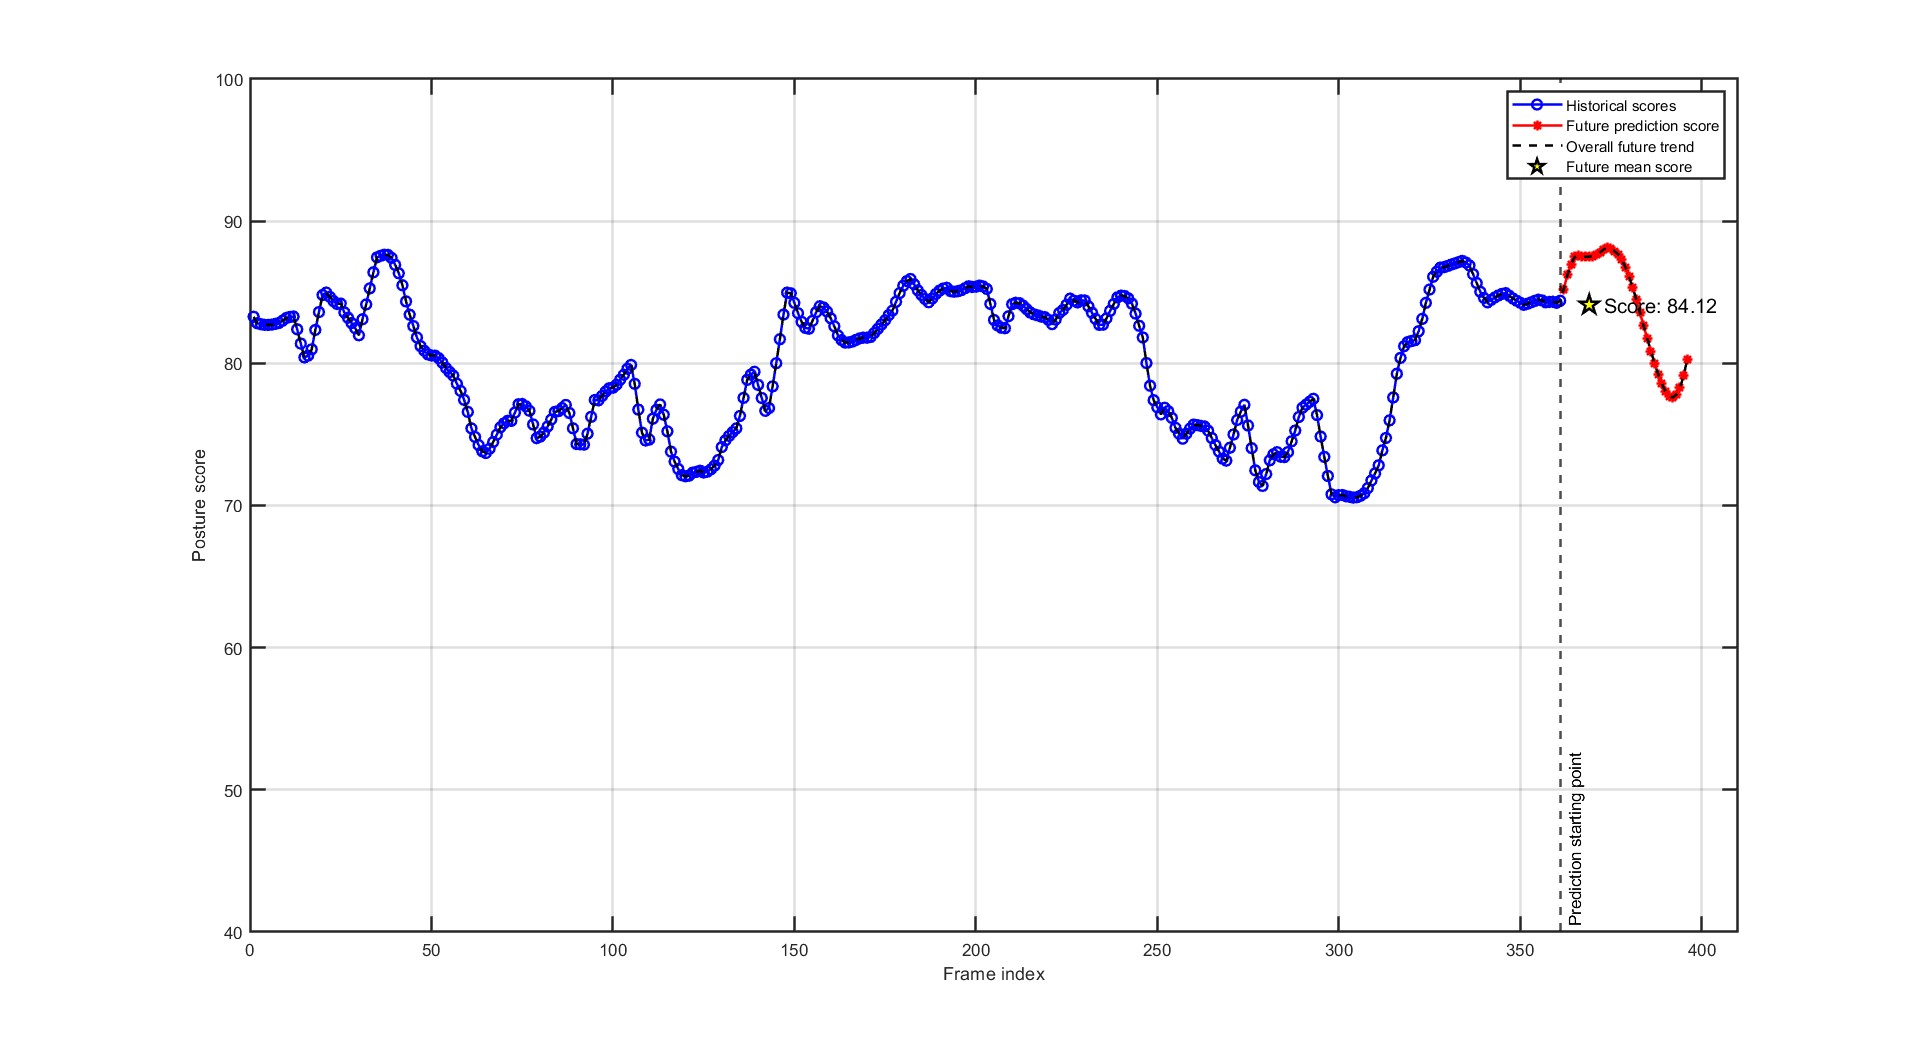 100
90
80
70
60
50
40
0
50
100
150
200
250
300
350
400
Frame index
Posture score
Historical scores
Future prediction score
Overall future trend
Future mean score
Score: 84.12
Prediction starting point